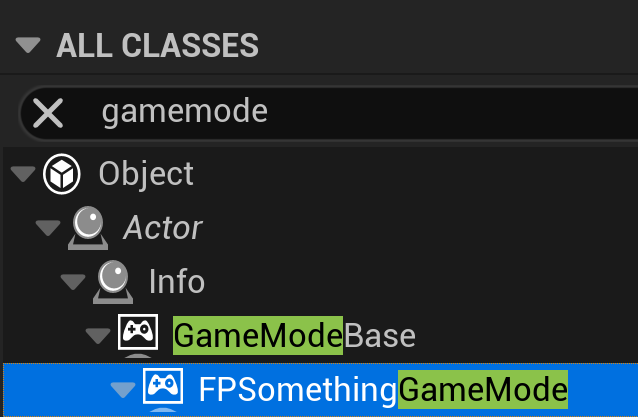 ALL CLASSES
gamemode
Object
Actor
Info
GameModeBase
FPSomethingGameMode